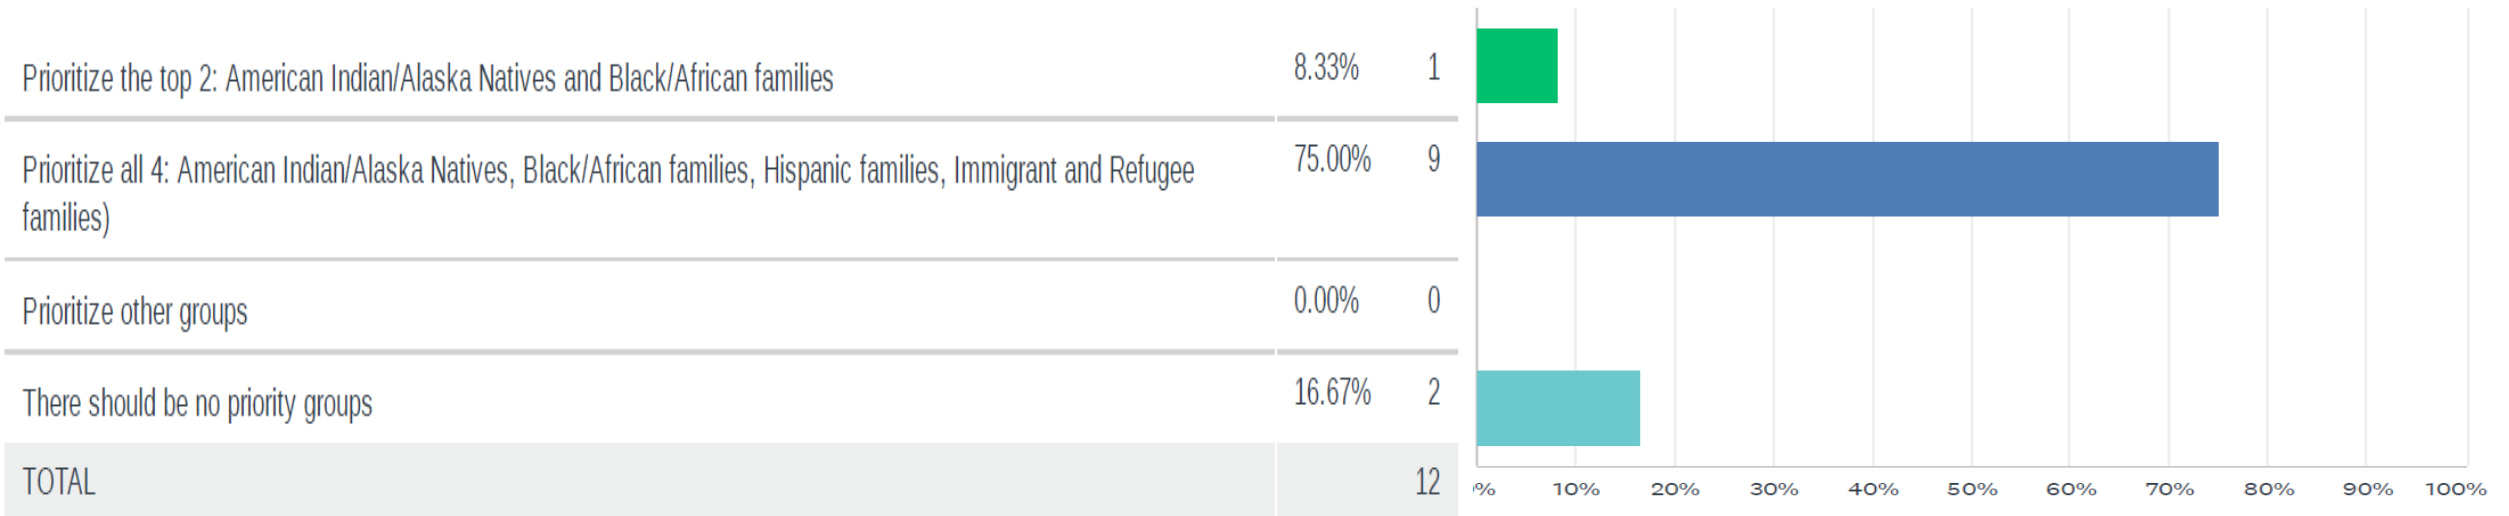 Prioritize the top 2: American Indian/Alaska Natives and Black/African families 8.33% 1
Prioritize all 4: American Indian/Alaska Natives, Black/African families, Hispanic families, Immigrant and Refugee 75.00% 9
families)
Prioritize other groups 0.00% 0
There should be no priority groups 16.67% 2
TOTAL 12
% 10% 20% 30% 40% 50% 60% 70% 80% 90% 100%